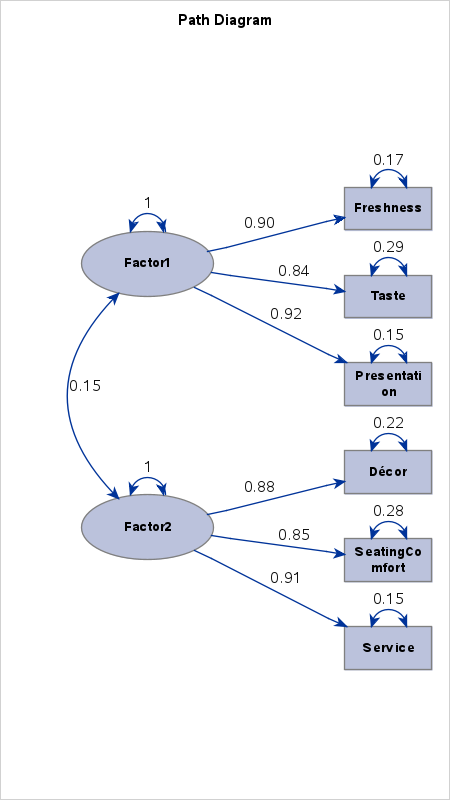 Path Diagram
0.17
Freshness
1
0.90
Factor1
0.29
0.84
Taste
0.92
0.15
Presentati
on
0.15
0.22
0.88
Décor
1
Factor2
0.28
0.85
SeatingCo
mfort
0.91
0.15
Service